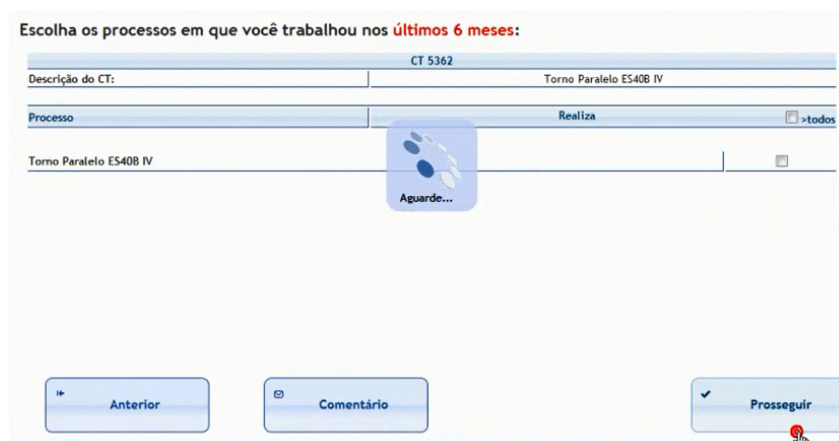 Escolha os processos em que você trabalhou nos últimos 6 meses:
CT 5362
Descrição do CT: Torno Paralelo ES40B IV
Processo Realiza >todos
Torno Paralelo ES40B IV
Aguarde...
Anterior Comentário Prosseguir